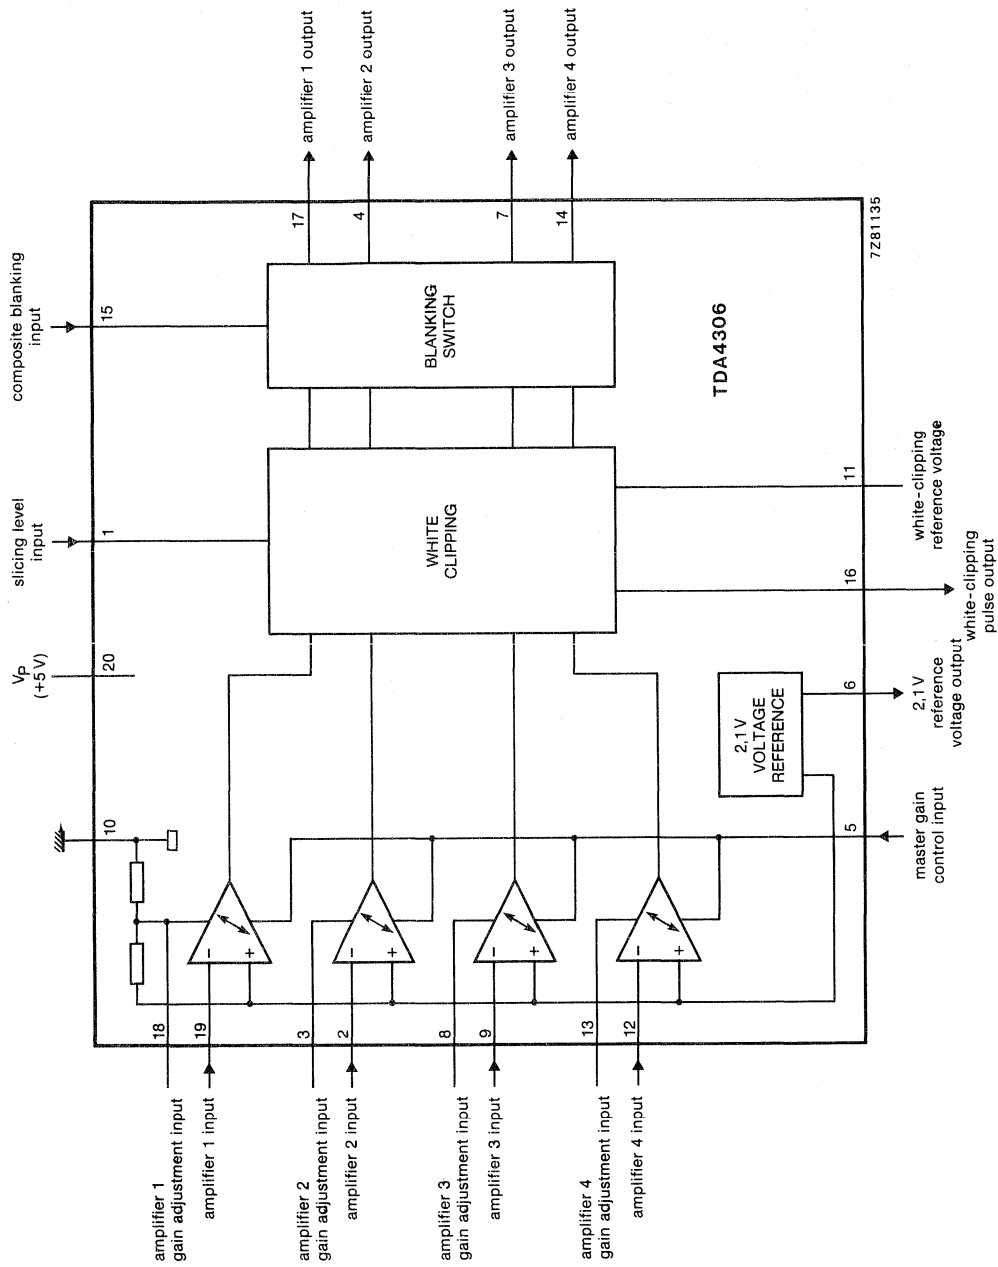 amplifier 1
gain adjustment input
18
amplifier 1 input
19
amplifier 2
gain adjustment input
3
amplifier 2 input
2
amplifier 3
gain adjustment input
8
amplifier 3 input
9
amplifier 4
gain adjustment input
13
amplifier 4 input
12
–
+
–
+
–
+
–
+
10
VP
(+5V)
20
slicing level
input
1
composite blanking
input
15
WHITE
CLIPPING
BLANKING
SWITCH
2,1V
VOLTAGE
REFERENCE
TDA4306
5
master gain
control input
6
2,1V
reference
voltage output
16
white-clipping
pulse output
11
white-clipping
reference voltage
17
amplifier 1 output
4
amplifier 2 output
7
amplifier 3 output
14
amplifier 4 output
7Z81135